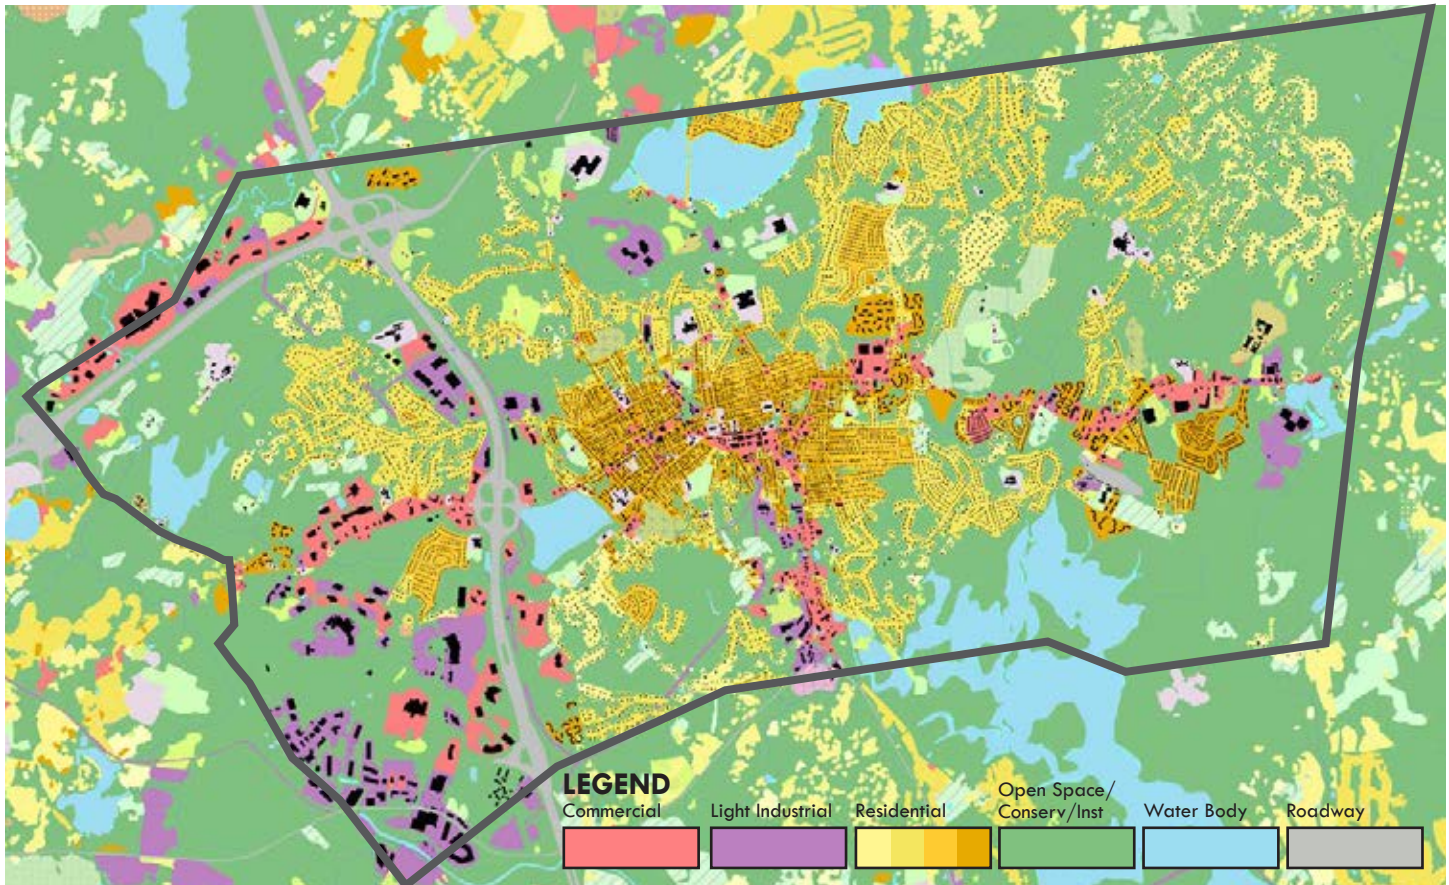 LEGEND
Commercial
Light Industrial
Residential
Open Space/
Conserv/Inst
Water Body
Roadway